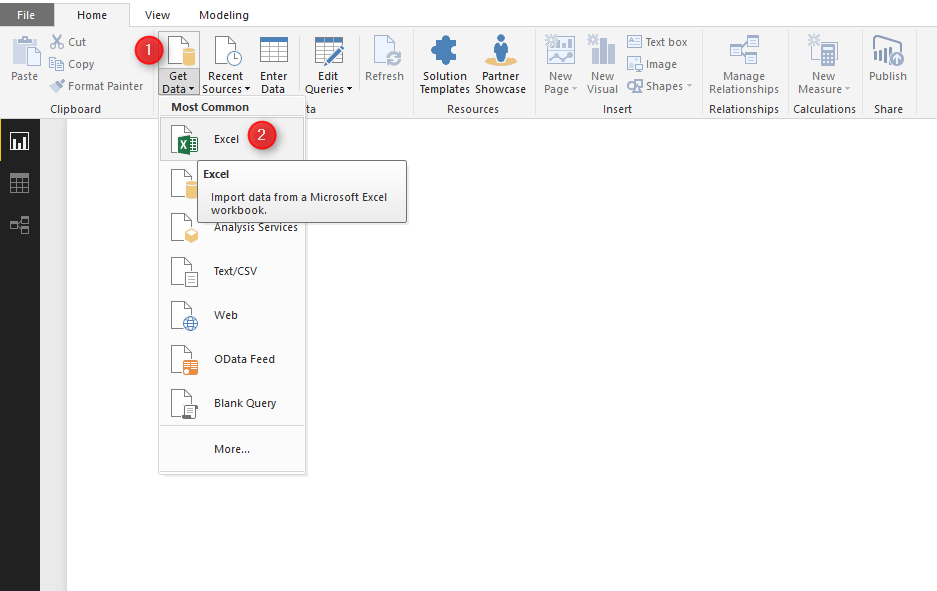 File Home View Modeling
1
Cut
Copy
Format Painter
Paste
Clipboard
Get
Data
Recent
Sources
Enter
Data
Edit
Queries
Refresh
ta
Solution
Templates
Partner
Showcase
Resources
New
Page
New
Visual
Text box
Image
Shapes
Insert
Manage
Relationships
Relationships
New
Measure
Calculations
Publish
Share
Most Common
Excel 2
Excel
Import data from a Microsoft Excel
workbook.
Analysis Services
Text/CSV
Web
OData Feed
Blank Query
More...